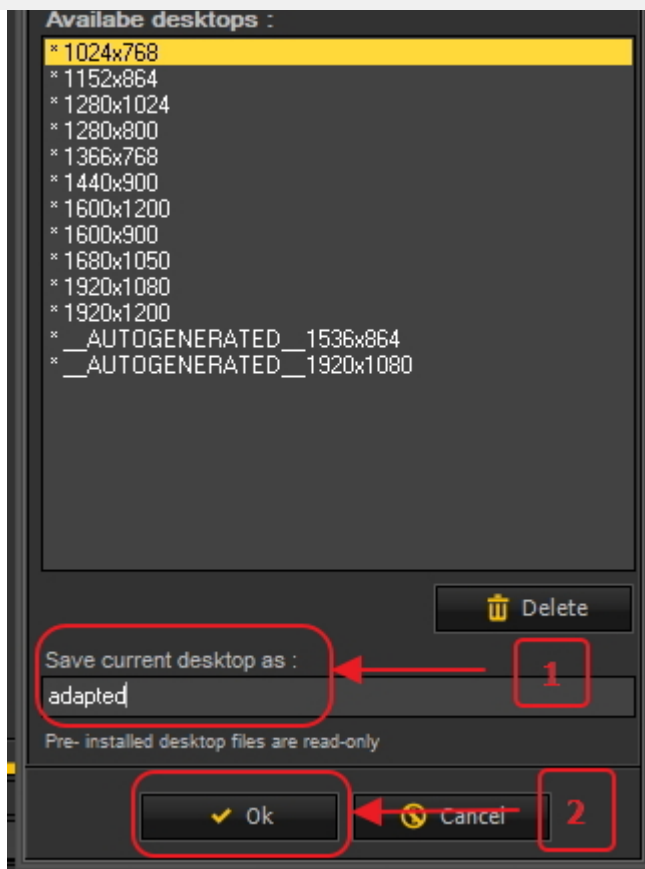 Availabe desktops :
* 1024x768
* 1152x864
* 1280x1024
* 1280x800
* 1366x768
* 1440x900
* 1600x1200
* 1600x900
* 1680x1050
* 1920x1080
* 1920x1200
* __AUTOGENERATED__1536x864
* __AUTOGENERATED__1920x1080
Delete
Save current desktop as :
1
adapted
Pre- installed desktop files are read-only
Ok
Cancel
2